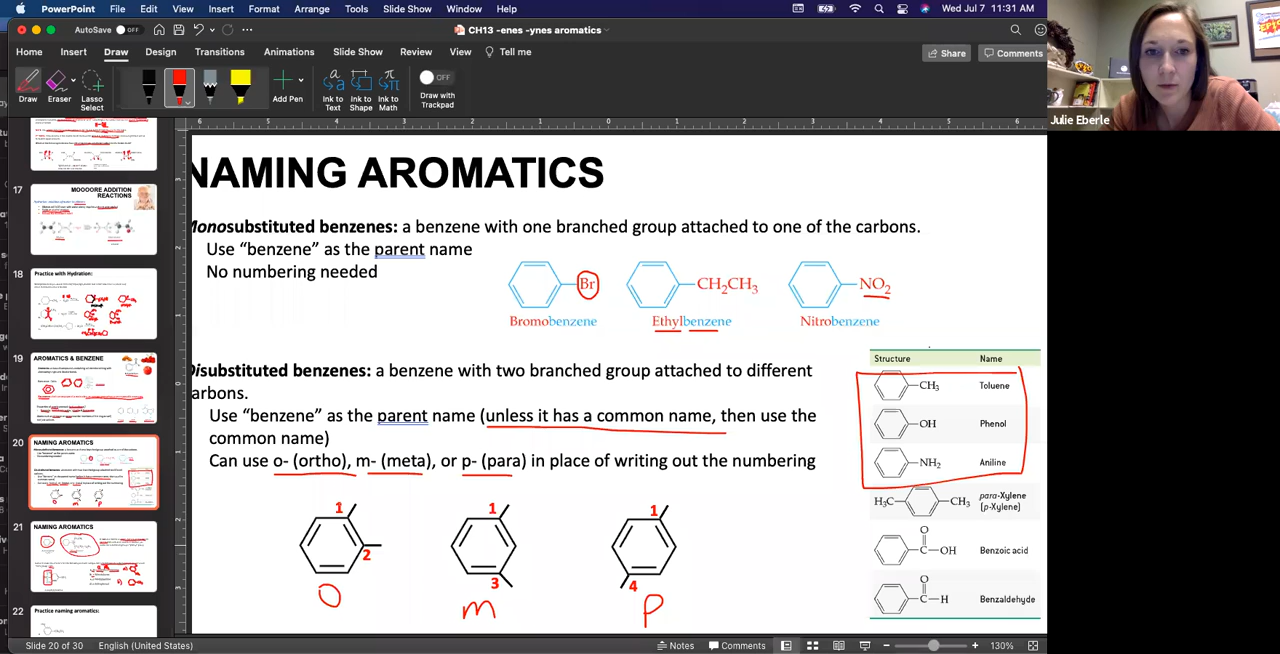 PowerPoint File Edit View Insert Format Arrange Tools Slide Show Window Help Wed Jul 7 11:31 AM
AutoSave OFF CH13 -enes -ynes aromatics
Home Insert Draw Design Transitions Animations Slide Show Review View Tell me Share Comments
Draw Eraser Lasso Select Add Pen Ink to Text Ink to Shape Ink to Math OFF Draw with Trackpad
Julie Eberle
17
MOOOORE ADDITION
REACTIONS
18
Practice with Hydration:
19
AROMATICS & BENZENE
20
NAMING AROMATICS
21
NAMING AROMATICS
22
Practice naming aromatics:
NAMING AROMATICS
Monosubstituted benzenes: a benzene with one branched group attached to one of the carbons.
Use “benzene” as the parent name
No numbering needed
Br CH2CH3 NO2
Bromobenzene Ethylbenzene Nitrobenzene
Disubstituted benzenes: a benzene with two branched group attached to different
carbons.
Use “benzene” as the parent name (unless it has a common name, then use the
common name)
Can use o- (ortho), m- (meta), or p- (para) in place of writing out the numbering
1 2
1 3
1 4
O m p
Structure Name
CH3 Toluene
OH Phenol
NH2 Aniline
H3C CH3 para-Xylene
(p-Xylene)
O
C OH Benzoic acid
O
C H Benzaldehyde
Slide 20 of 30 English (United States) Notes Comments 130%